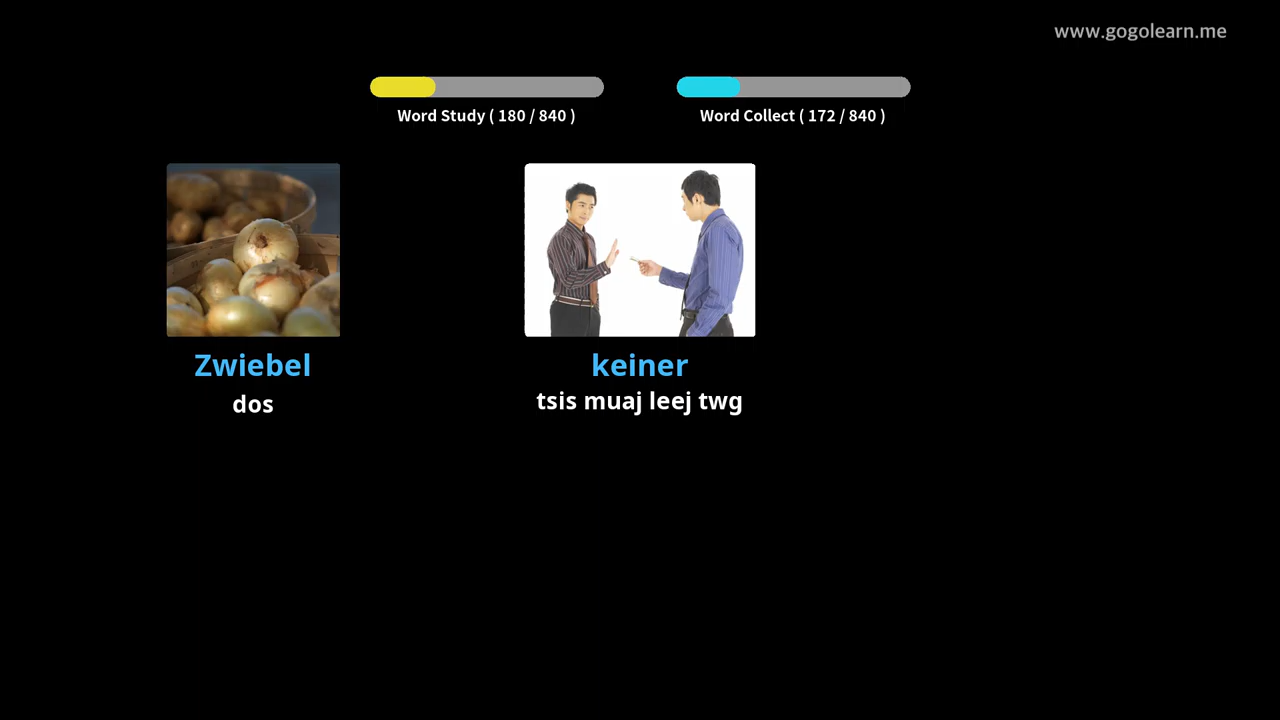 www.gogolearn.me
Word Study ( 180 / 840 )
Word Collect ( 172 / 840 )
Zwiebel
dos
keiner
tsis muaj leej twg